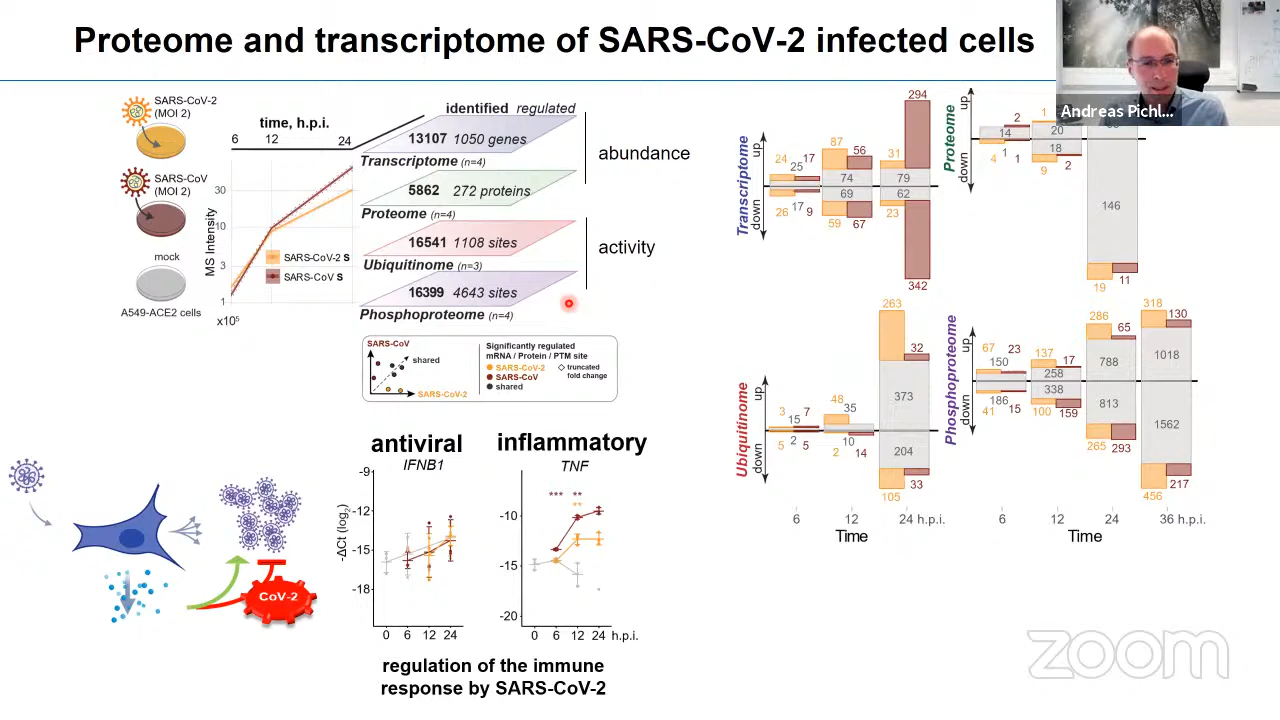 Proteome and transcriptome of SARS-CoV-2 infected cells
Andreas Pichl...
SARS-CoV-2
(MOI 2)
SARS-CoV
(MOI 2)
mock
A549-ACE2 cells
time, h.p.i.
6 12 24
MS Intensity
30
10
3
1
x10⁵
SARS-CoV-2 S
SARS-CoV S
identified regulated
13107 1050 genes
Transcriptome (n=4)
5862 272 proteins
Proteome (n=4)
16541 1108 sites
Ubiquitinome (n=3)
16399 4643 sites
Phosphoproteome (n=4)
abundance
activity
SARS-CoV
shared
SARS-CoV-2
Significantly regulated
mRNA / Protein / PTM site
SARS-CoV-2
SARS-CoV
shared
truncated
fold change
antiviral
IFNB1
-ΔCt (log₂)
-9
-12
-15
-18
0 6 12 24
inflammatory
TNF
*** **
**
-10
-15
-20
0 6 12 24 h.p.i.
regulation of the immune
response by SARS-CoV-2
CoV-2
Transcriptome
up
down
24 25 17
26 17 9
87 56
74
69
59 67
31 294
79
62
23 342
Proteome
up
down
2
14
4 1 1
1
20
18
9 2
146
19 11
Ubiquitinome
up
down
3 15 7
5 2 5
48 35
10
2 14
263 32
373
204
105 33
6 12 24 h.p.i.
Time
Phosphoproteome
up
down
67 23
150
186
41 15
137 17
258
338
100 159
286 65
788
813
265 293
318 130
1018
1562
456 217
6 12 24 36 h.p.i.
Time
zoom